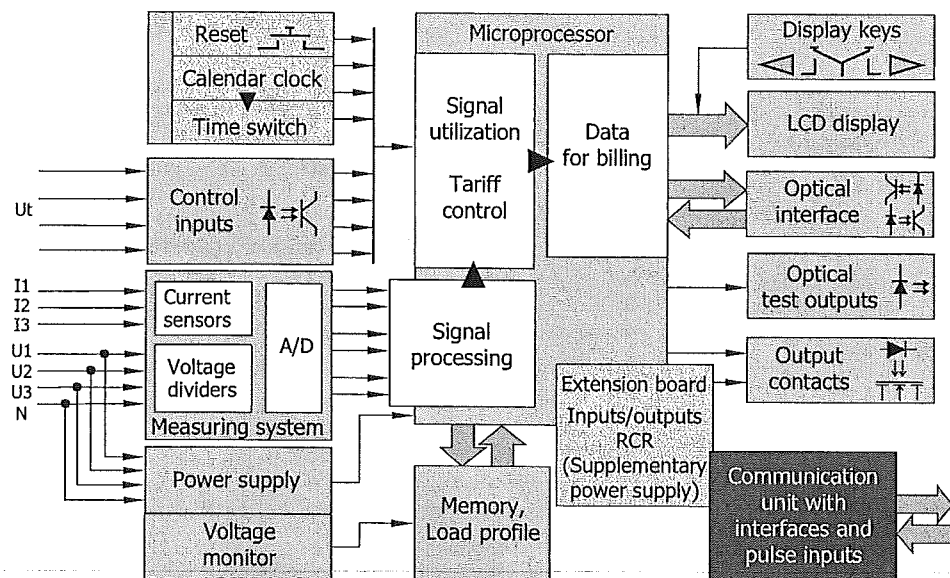 Reset
Calendar clock
Time switch
Ut
Control
inputs
I1
I2
I3
U1
U2
U3
N
Current
sensors
Voltage
dividers
A/D
Measuring system
Power supply
Voltage
monitor
Microprocessor
Signal
utilization
Tariff
control
Data
for billing
Signal
processing
Memory,
Load profile
Extension board
Inputs/outputs
RCR
(Supplementary
power supply)
Display keys
LCD display
Optical
interface
Optical
test outputs
Output
contacts
Communication
unit with
interfaces and
pulse inputs